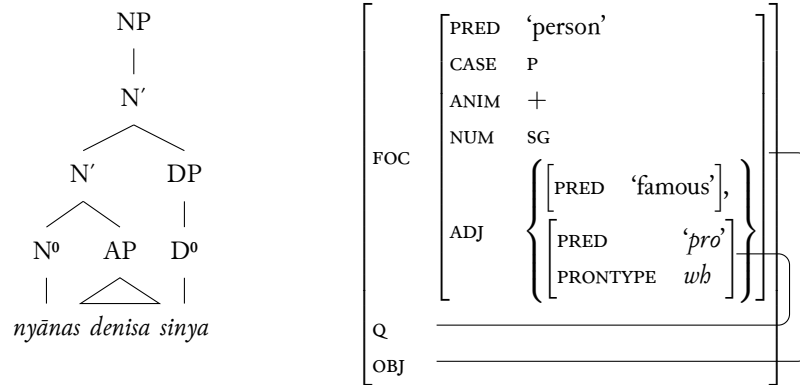 NP
N′
N′ DP
N⁰ AP D⁰
nyānas denisa sinya
FOC
PRED ‘person’
CASE P
ANIM +
NUM SG
ADJ
PRED ‘famous’,
PRED ‘pro’
PRONTYPE wh
Q
OBJ